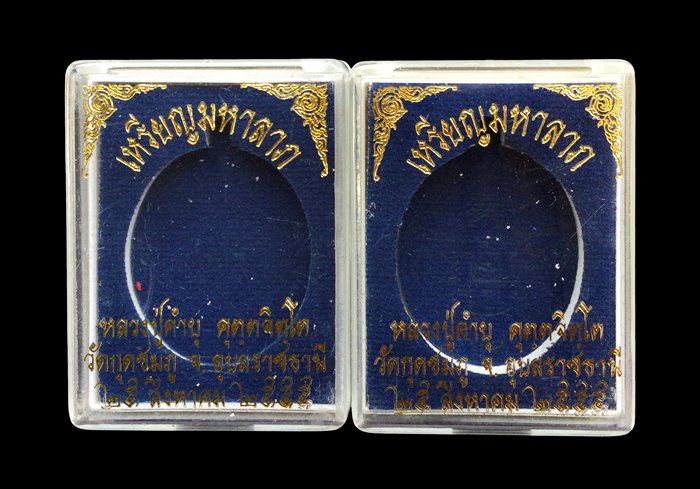 เหรียญมหาลาภ
หลวงปู่คำบุ คุตฺตจิตฺโต
วัดกุดชมภู จ. อุบลราชธานี
๒๕ สิงหาคม ๒๕๕๕
เหรียญมหาลาภ
หลวงปู่คำบุ คุตฺตจิตฺโต
วัดกุดชมภู จ. อุบลราชธานี
๒๕ สิงหาคม ๒๕๕๕